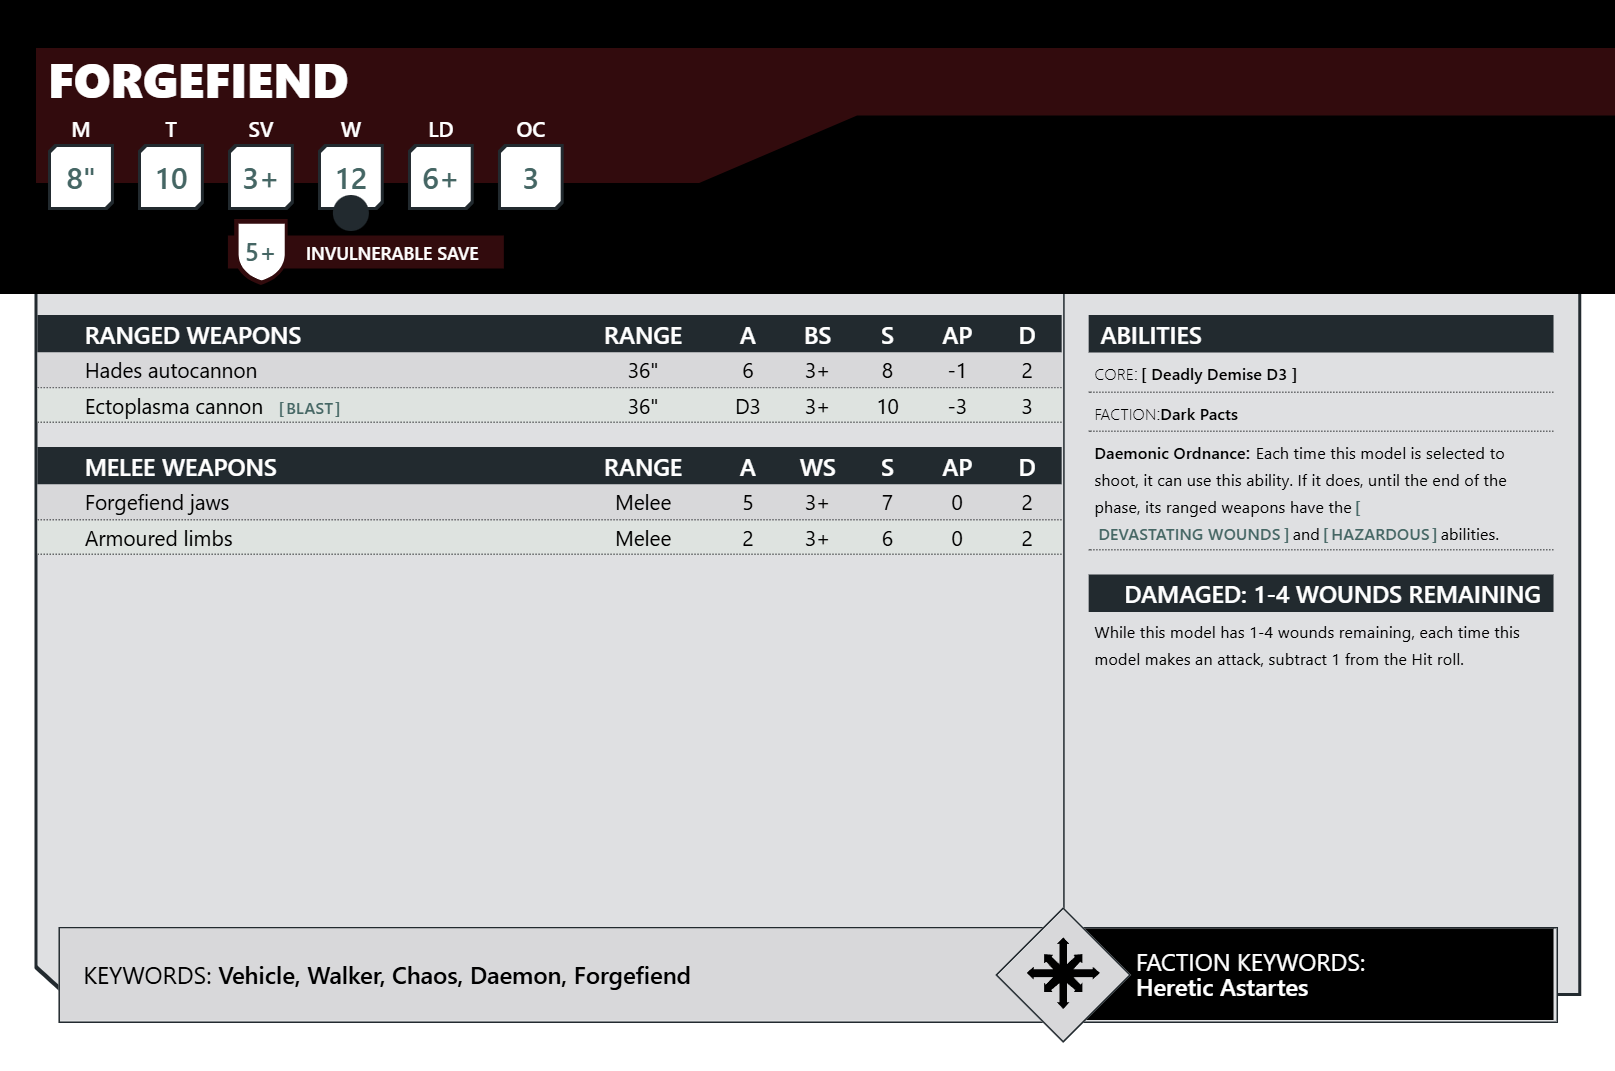 FORGEFIEND
M T SV W LD OC
8" 10 3+ 12 6+ 3
5+ INVULNERABLE SAVE
RANGED WEAPONS RANGE A BS S AP D
Hades autocannon 36" 6 3+ 8 -1 2
Ectoplasma cannon [BLAST] 36" D3 3+ 10 -3 3
MELEE WEAPONS RANGE A WS S AP D
Forgefiend jaws Melee 5 3+ 7 0 2
Armoured limbs Melee 2 3+ 6 0 2
ABILITIES
CORE: [ Deadly Demise D3 ]
FACTION:Dark Pacts
Daemonic Ordnance: Each time this model is selected to
shoot, it can use this ability. If it does, until the end of the
phase, its ranged weapons have the [
DEVASTATING WOUNDS ] and [ HAZARDOUS ] abilities.
DAMAGED: 1-4 WOUNDS REMAINING
While this model has 1-4 wounds remaining, each time this
model makes an attack, subtract 1 from the Hit roll.
KEYWORDS: Vehicle, Walker, Chaos, Daemon, Forgefiend
FACTION KEYWORDS:
Heretic Astartes